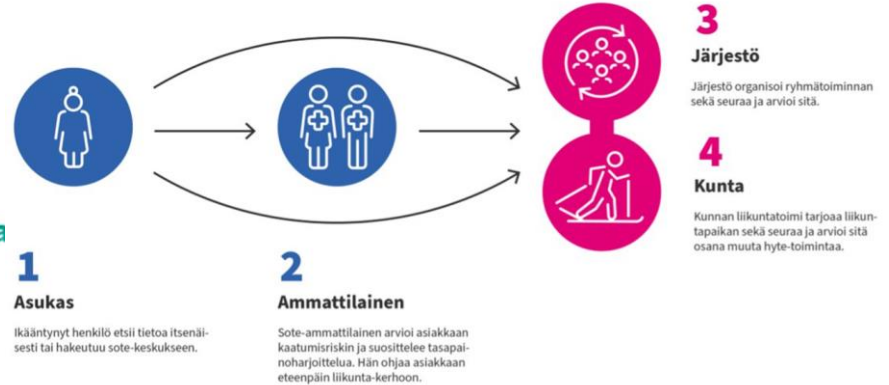 3
Järjestö
Järjestö organisoi ryhmätoiminnan
sekä seuraa ja arvioi sitä.
4
Kunta
Kunnan liikuntatoimi tarjoaa liikun-
tapaikan sekä seuraa ja arvioi sitä
osana muuta hyte-toimintaa.
a
1
Asukas
Ikääntynyt henkilö etsii tietoa itsenäi-
sesti tai hakeutuu sote-keskukseen.
2
Ammattilainen
Sote-ammattilainen arvioi asiakkaan
kaatumisriskin ja suosittelee tasapai-
noharjoittelua. Hän ohjaa asiakkaan
eteenpäin liikunta-kerhoon.